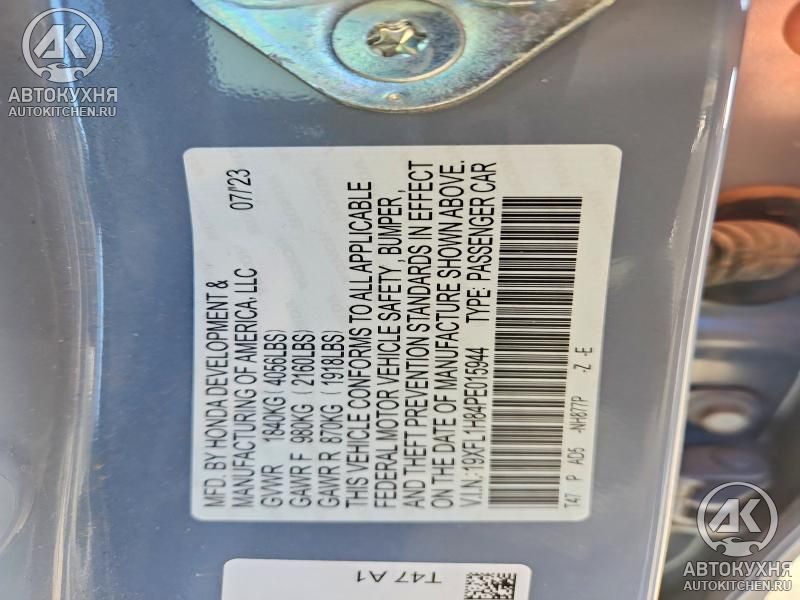 АВТОКУХНЯ
AUTOKITCHEN.RU
MFD. BY HONDA DEVELOPMENT &
MANUFACTURING OF AMERICA, LLC 07/'23
GVWR 1840KG(4056LBS)
GAWR F 980KG ( 2160LBS)
GAWR R 870KG ( 1918LBS)
THIS VEHICLE CONFORMS TO ALL APPLICABLE
FEDERAL MOTOR VEHICLE SAFETY , BUMPER ,
AND THEFT PREVENTION STANDARDS IN EFFECT
ON THE DATE OF MANUFACTURE SHOWN ABOVE.
V.I.N.:19XFL1H84PE015944 TYPE: PASSENGER CAR
T47 P AD5 -NH877P -Z -E
T47 A1
АК
АВТОКУХНЯ
AUTOKITCHEN.RU